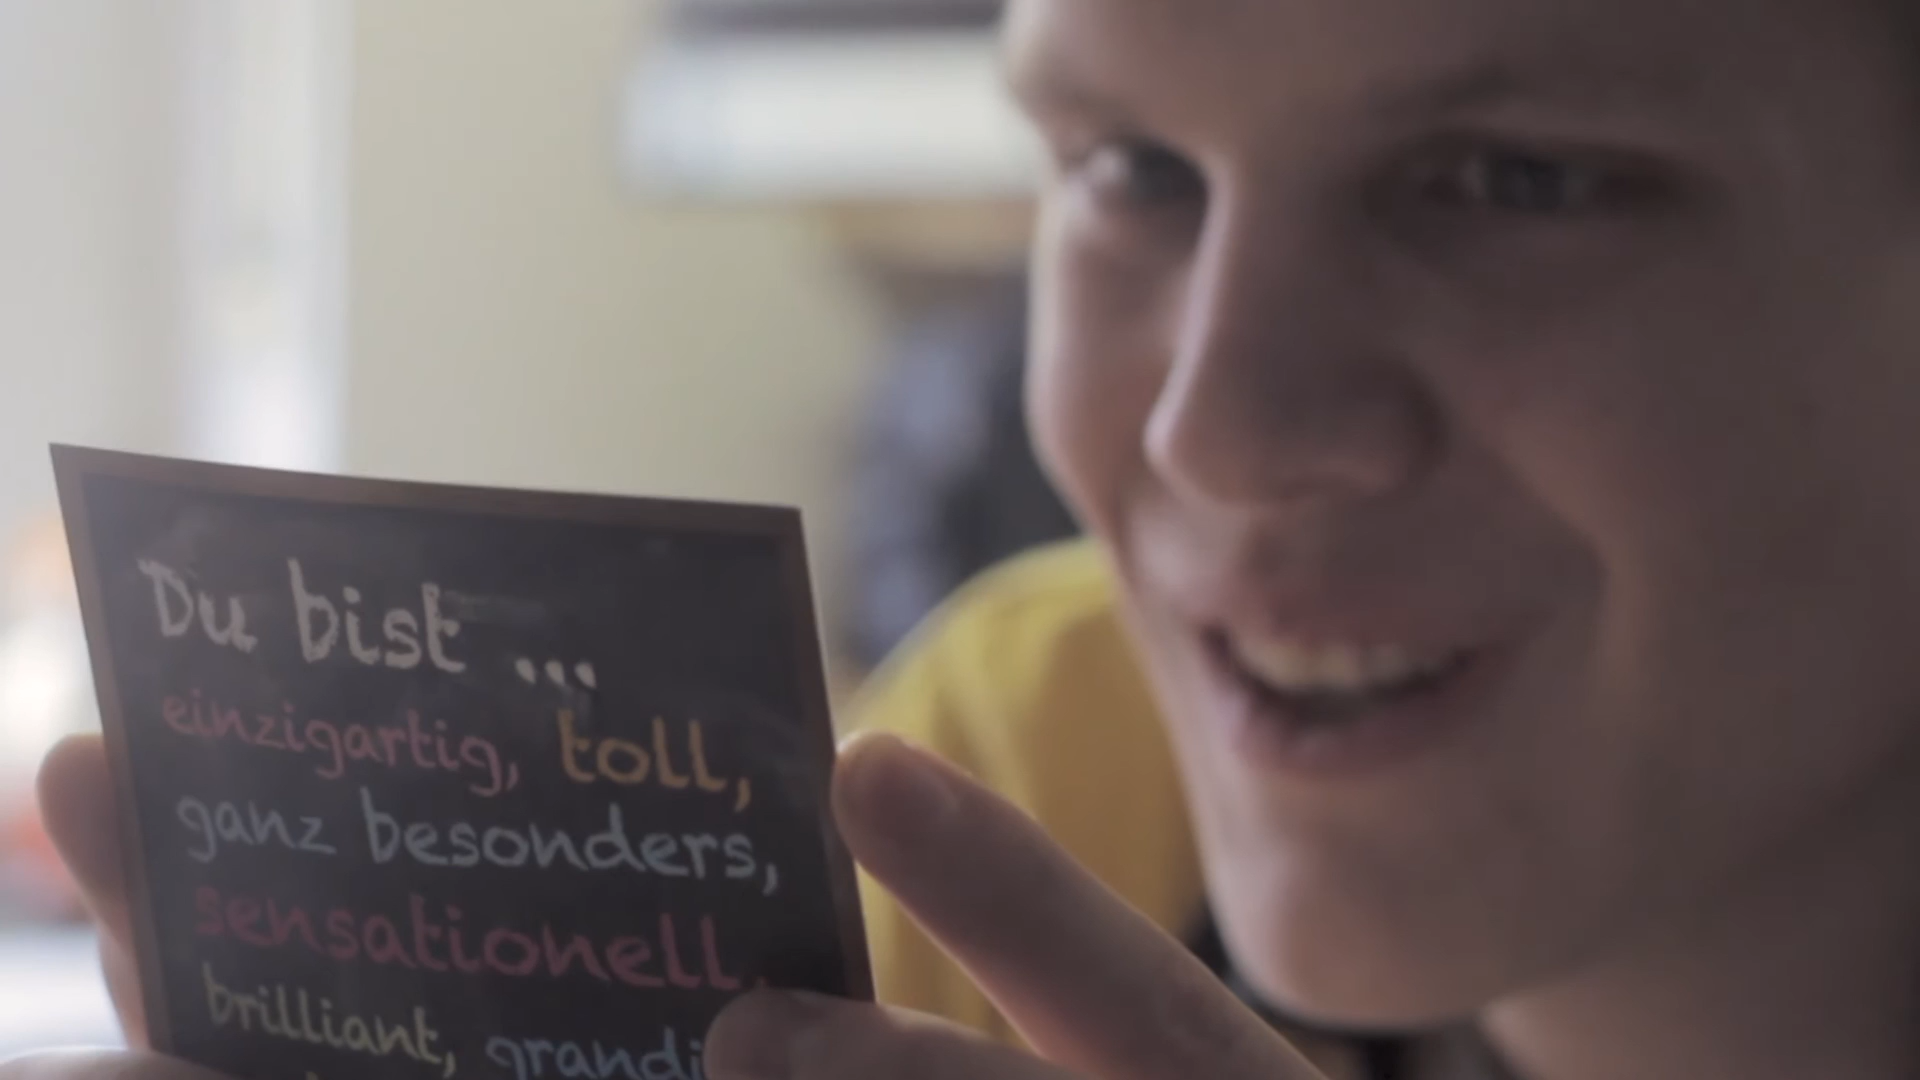 Du bist ...
einzigartig, toll,
ganz besonders,
sensationell,
brilliant,